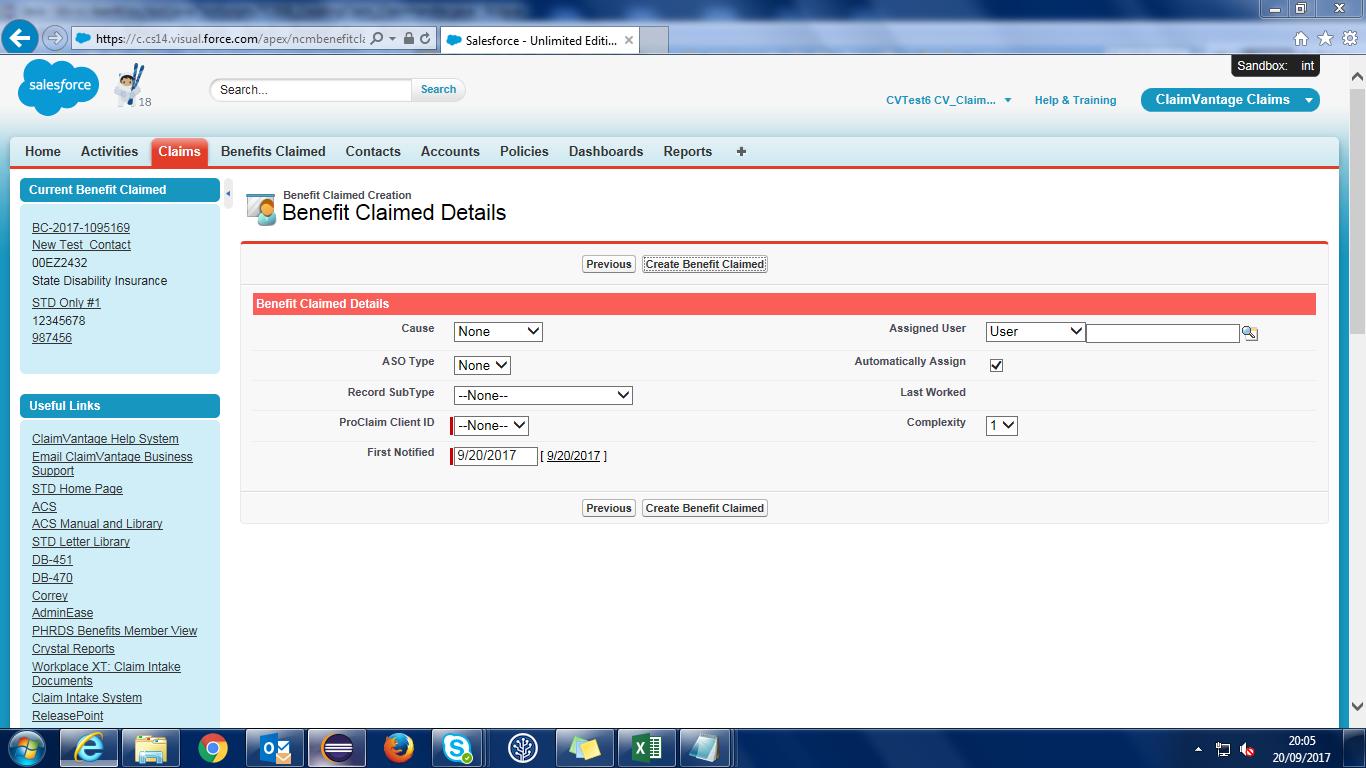 https://c.cs14.visual.force.com/apex/ncmbenefitcla
Salesforce - Unlimited Editi...
Sandbox: int
salesforce
18
Search...
Search
CVTest6 CV_Claim...
Help & Training
ClaimVantage Claims
Home
Activities
Claims
Benefits Claimed
Contacts
Accounts
Policies
Dashboards
Reports
+
Current Benefit Claimed
BC-2017-1095169
New Test_Contact
00EZ2432
State Disability Insurance
STD Only #1
12345678
987456
Useful Links
ClaimVantage Help System
Email ClaimVantage Business
Support
STD Home Page
ACS
ACS Manual and Library
STD Letter Library
DB-451
DB-470
Correy
AdminEase
PHRDS Benefits Member View
Crystal Reports
Workplace XT: Claim Intake
Documents
Claim Intake System
ReleasePoint
Benefit Claimed Creation
Benefit Claimed Details
Previous
Create Benefit Claimed
Benefit Claimed Details
Cause None
Assigned User User
ASO Type None
Automatically Assign
Record SubType --None--
Last Worked
ProClaim Client ID --None--
Complexity 1
First Notified 9/20/2017 [ 9/20/2017 ]
Previous
Create Benefit Claimed
20:05
20/09/2017